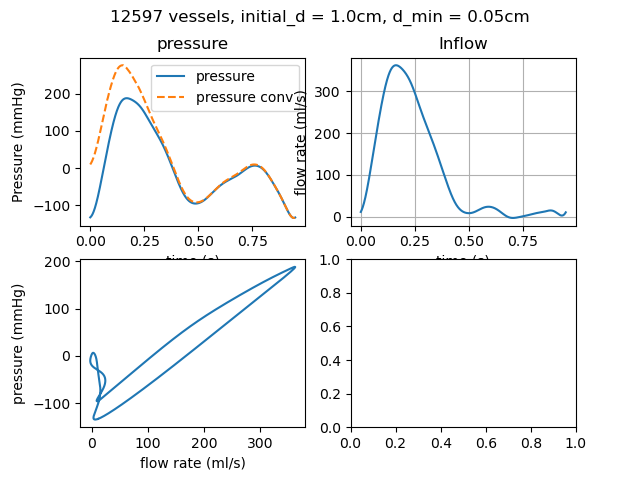 12597 vessels, initial_d = 1.0cm, d_min = 0.05cm
pressure
Pressure (mmHg)
200
100
0
−100
pressure
pressure conv
0.00 0.25 0.50 0.75
time (s)
Inflow
flow rate (ml/s)
300
200
100
0
0.00 0.25 0.50 0.75
time (s)
pressure (mmHg)
200
100
0
−100
0 100 200 300
flow rate (ml/s)
1.0
0.8
0.6
0.4
0.2
0.0
0.0 0.2 0.4 0.6 0.8 1.0